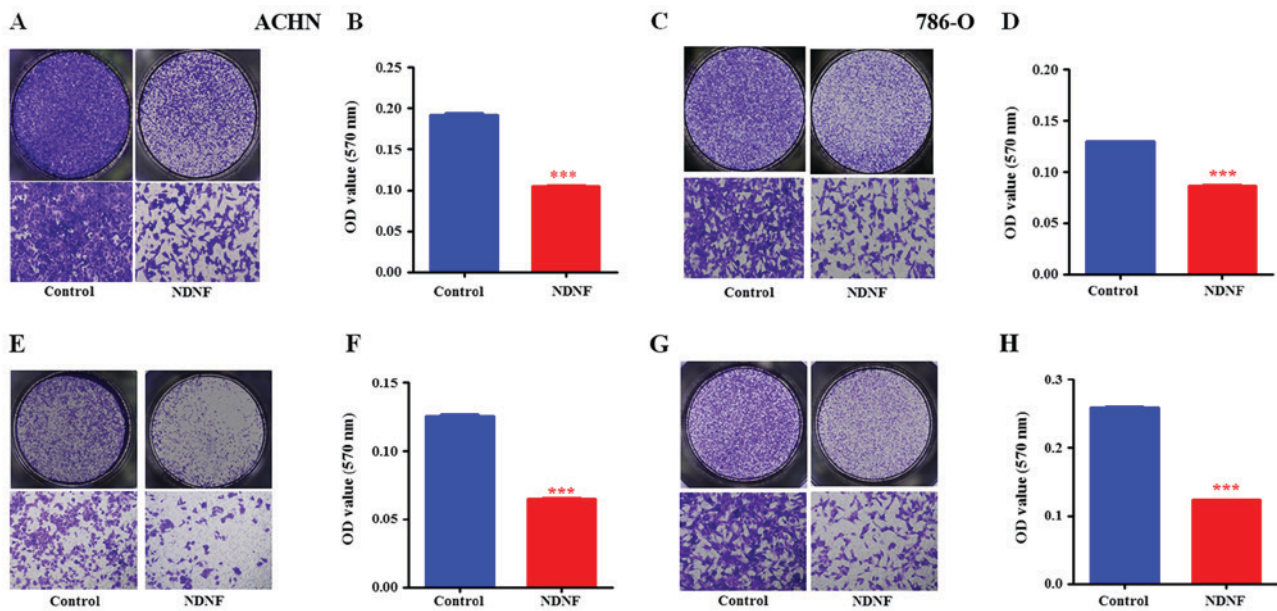 A
ACHN
B
C
786-O
D
OD value (570 nm)
0.25
0.20
0.15
0.10
0.05
0.00
***
Control
NDNF
Control
NDNF
OD value (570 nm)
0.20
0.15
0.10
0.05
0.00
***
Control
NDNF
Control
NDNF
E
F
G
H
OD value (570 nm)
0.15
0.10
0.05
0.00
***
Control
NDNF
Control
NDNF
OD value (570 nm)
0.3
0.2
0.1
0.0
***
Control
NDNF
Control
NDNF